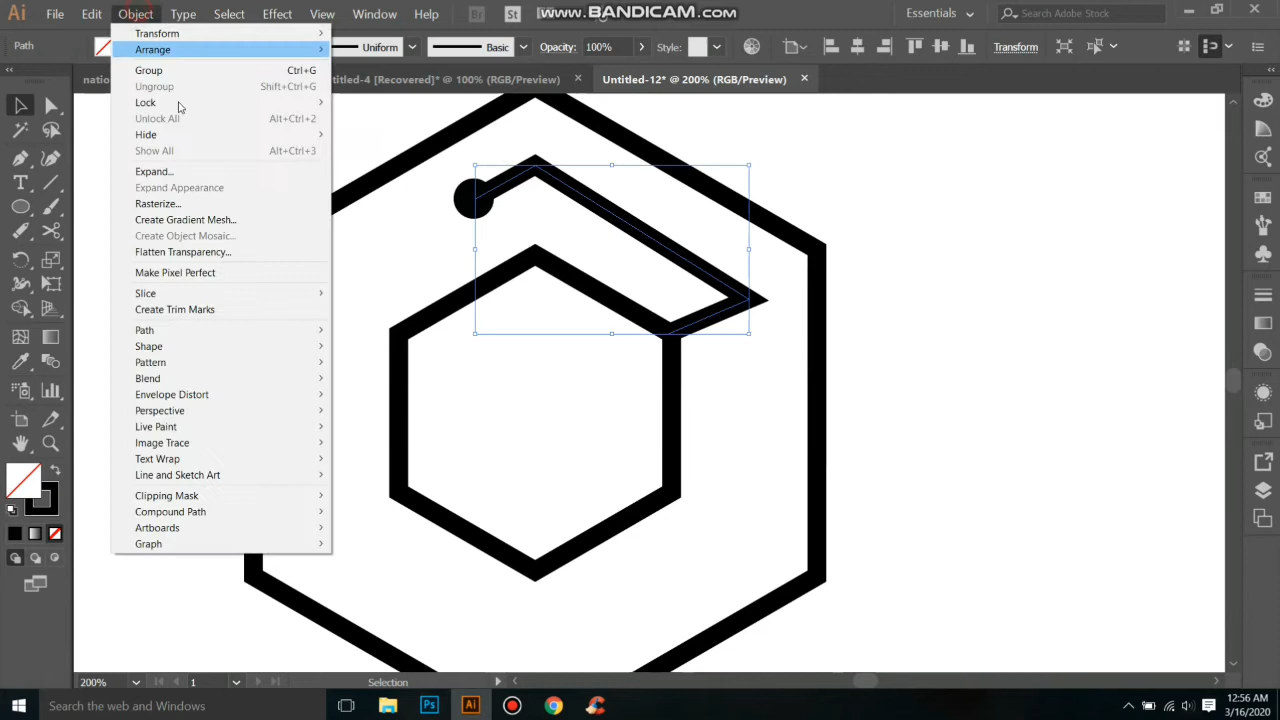 Ai File Edit Object Type Select Effect View Window Help Br St www.BANDICAM.com Essentials Search Adobe Stock
Path Uniform Basic Opacity: 100% Style: Transform
natio titled-4 [Recovered]* @ 100% (RGB/Preview) Untitled-12* @ 200% (RGB/Preview)
Transform
Arrange
Group Ctrl+G
Ungroup Shift+Ctrl+G
Lock
Unlock All Alt+Ctrl+2
Hide
Show All Alt+Ctrl+3
Expand...
Expand Appearance
Rasterize...
Create Gradient Mesh...
Create Object Mosaic...
Flatten Transparency...
Make Pixel Perfect
Slice
Create Trim Marks
Path
Shape
Pattern
Blend
Envelope Distort
Perspective
Live Paint
Image Trace
Text Wrap
Line and Sketch Art
Clipping Mask
Compound Path
Artboards
Graph
200% 1 Selection
Search the web and Windows Ps Ai 12:56 AM
3/16/2020